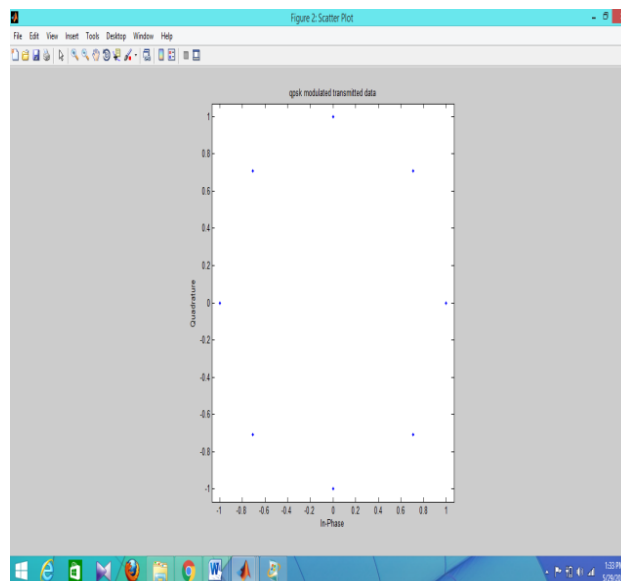 Figure 2: Scatter Plot
File Edit View Insert Tools Desktop Window Help
qpsk modulated transmitted data
1
0.8
0.6
0.4
0.2
0
-0.2
-0.4
-0.6
-0.8
-1
Quadrature
-1 -0.8 -0.6 -0.4 -0.2 0 0.2 0.4 0.6 0.8 1
In-Phase
1:33 PM